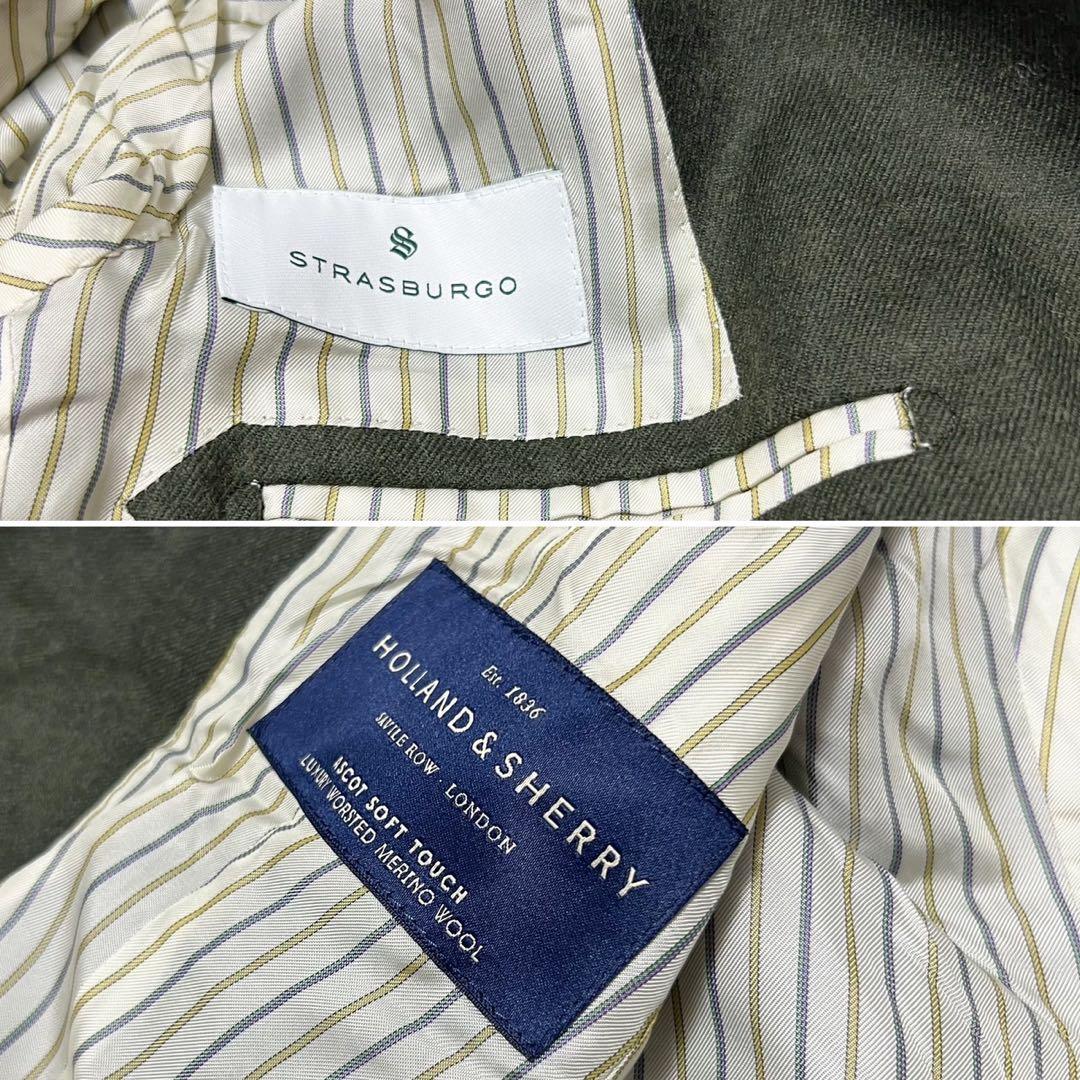 S
STRASBURGO
Est. 1836
HOLLAND & SHERRY
SAVILE ROW . LONDON
ASCOT SOFT TOUCH
LUXURY WORSTED MERINO WOOL